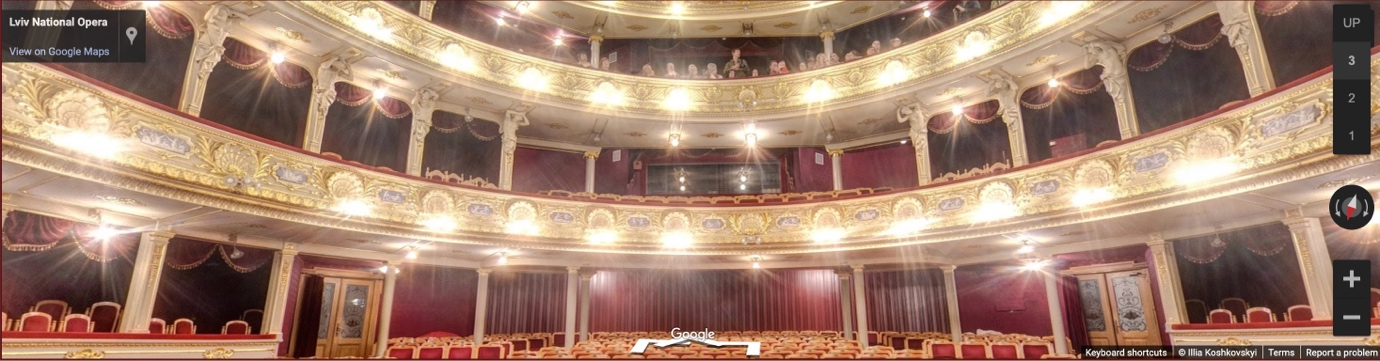 Lviv National Opera
View on Google Maps
UP
3
2
1
Google
Keyboard shortcuts
© Illia Koshkovskyi
Terms
Report a problem